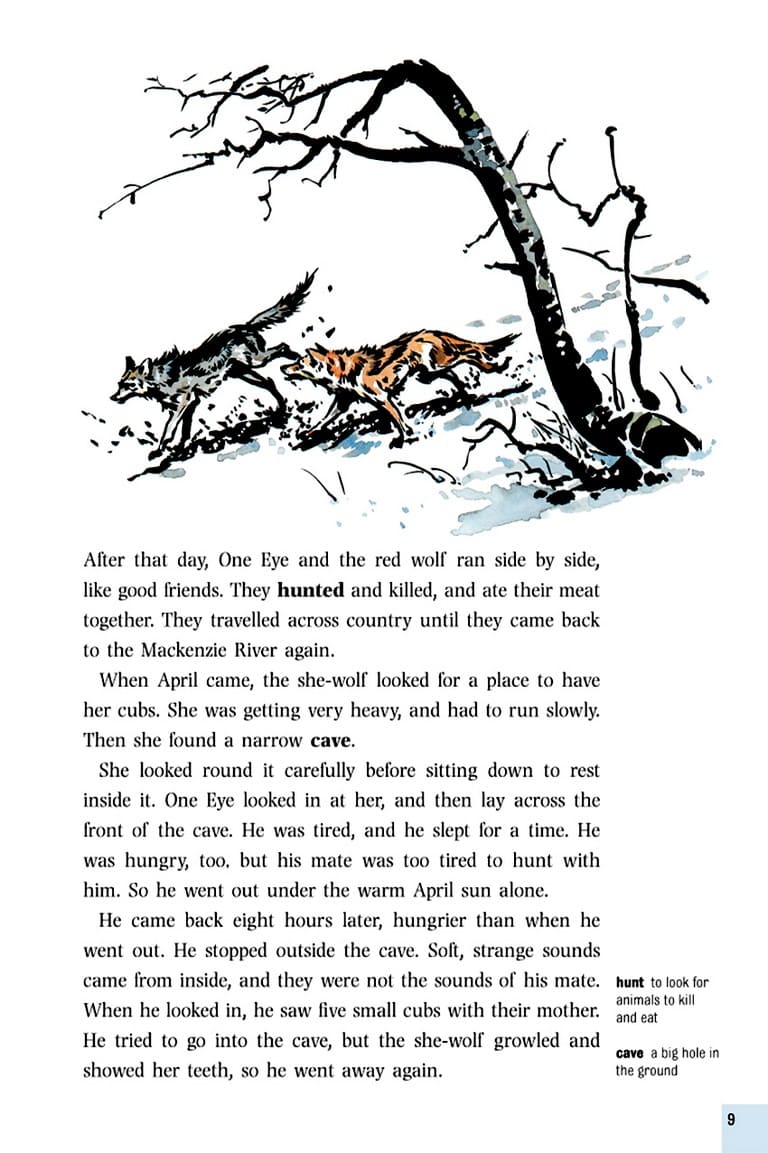 After that day, One Eye and the red wolf ran side by side,
like good friends. They hunted and killed, and ate their meat
together. They travelled across country until they came back
to the Mackenzie River again.
When April came, the she-wolf looked for a place to have
her cubs. She was getting very heavy, and had to run slowly.
Then she found a narrow cave.
She looked round it carefully before sitting down to rest
inside it. One Eye looked in at her, and then lay across the
front of the cave. He was tired, and he slept for a time. He
was hungry, too, but his mate was too tired to hunt with
him. So he went out under the warm April sun alone.
He came back eight hours later, hungrier than when he
went out. He stopped outside the cave. Soft, strange sounds
came from inside, and they were not the sounds of his mate.
When he looked in, he saw five small cubs with their mother.
He tried to go into the cave, but the she-wolf growled and
showed her teeth, so he went away again.
hunt to look for
animals to kill
and eat
cave a big hole in
the ground
9